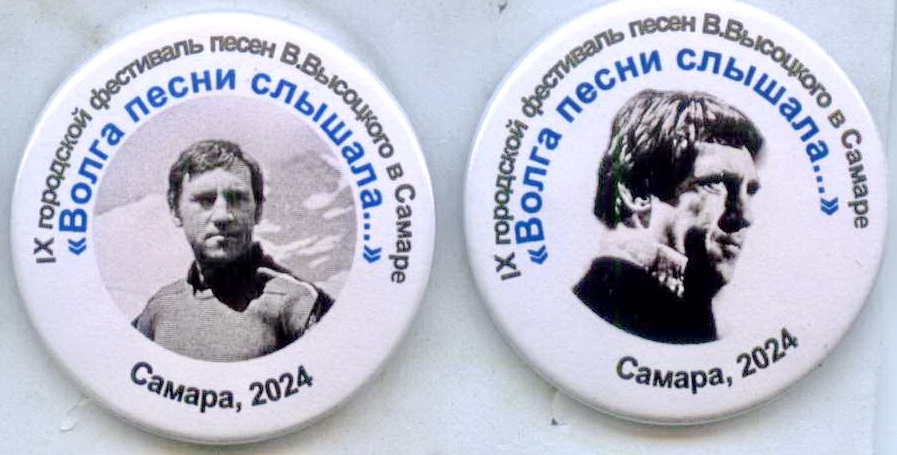 IX городской фестиваль песен В.Высоцкого в Самаре
«Волга песни слышала...»
Самара, 2024
IX городской фестиваль песен В.Высоцкого в Самаре
«Волга песни слышала...»
Самара, 2024